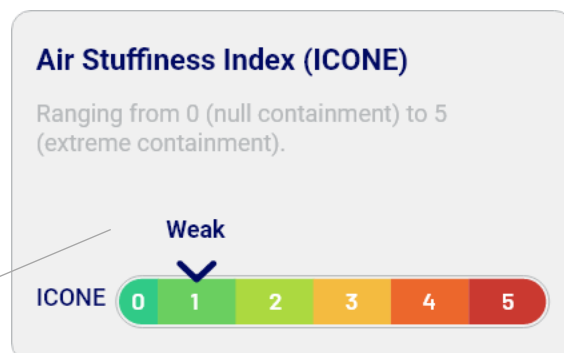 Air Stuffiness Index (ICONE)
Ranging from 0 (null containment) to 5
(extreme containment).
Weak
ICONE 0 1 2 3 4 5